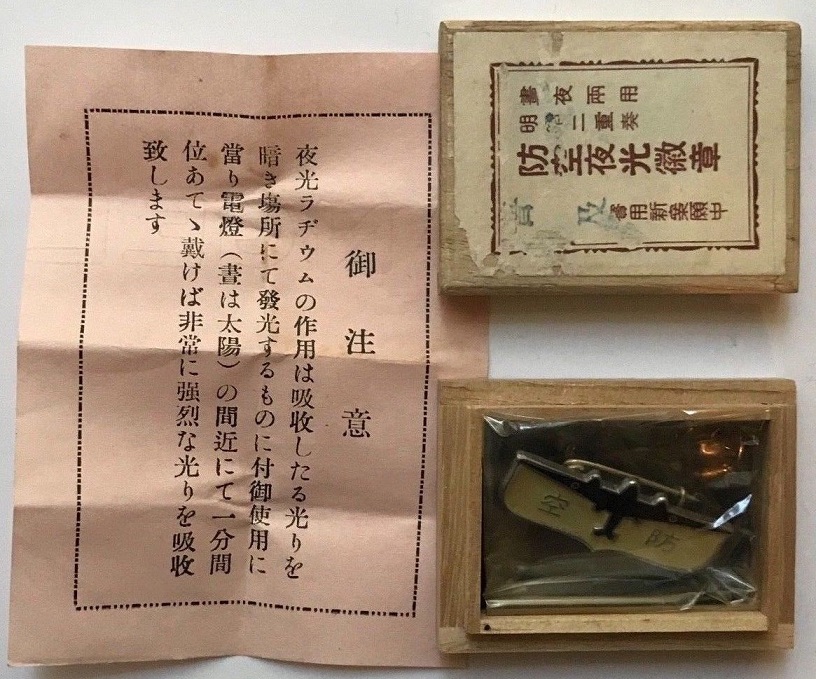 御注意
夜光ラヂウムの作用は吸收したる光りを
暗き場所にて發光するものに付御使用に
當り電燈（晝は太陽）の間近にて一分間
位あてゝ戴けば非常に强烈な光りを吸收
致します
晝夜兩用
明 二重奏
防空夜光徽章
普及
用新案願中
防空